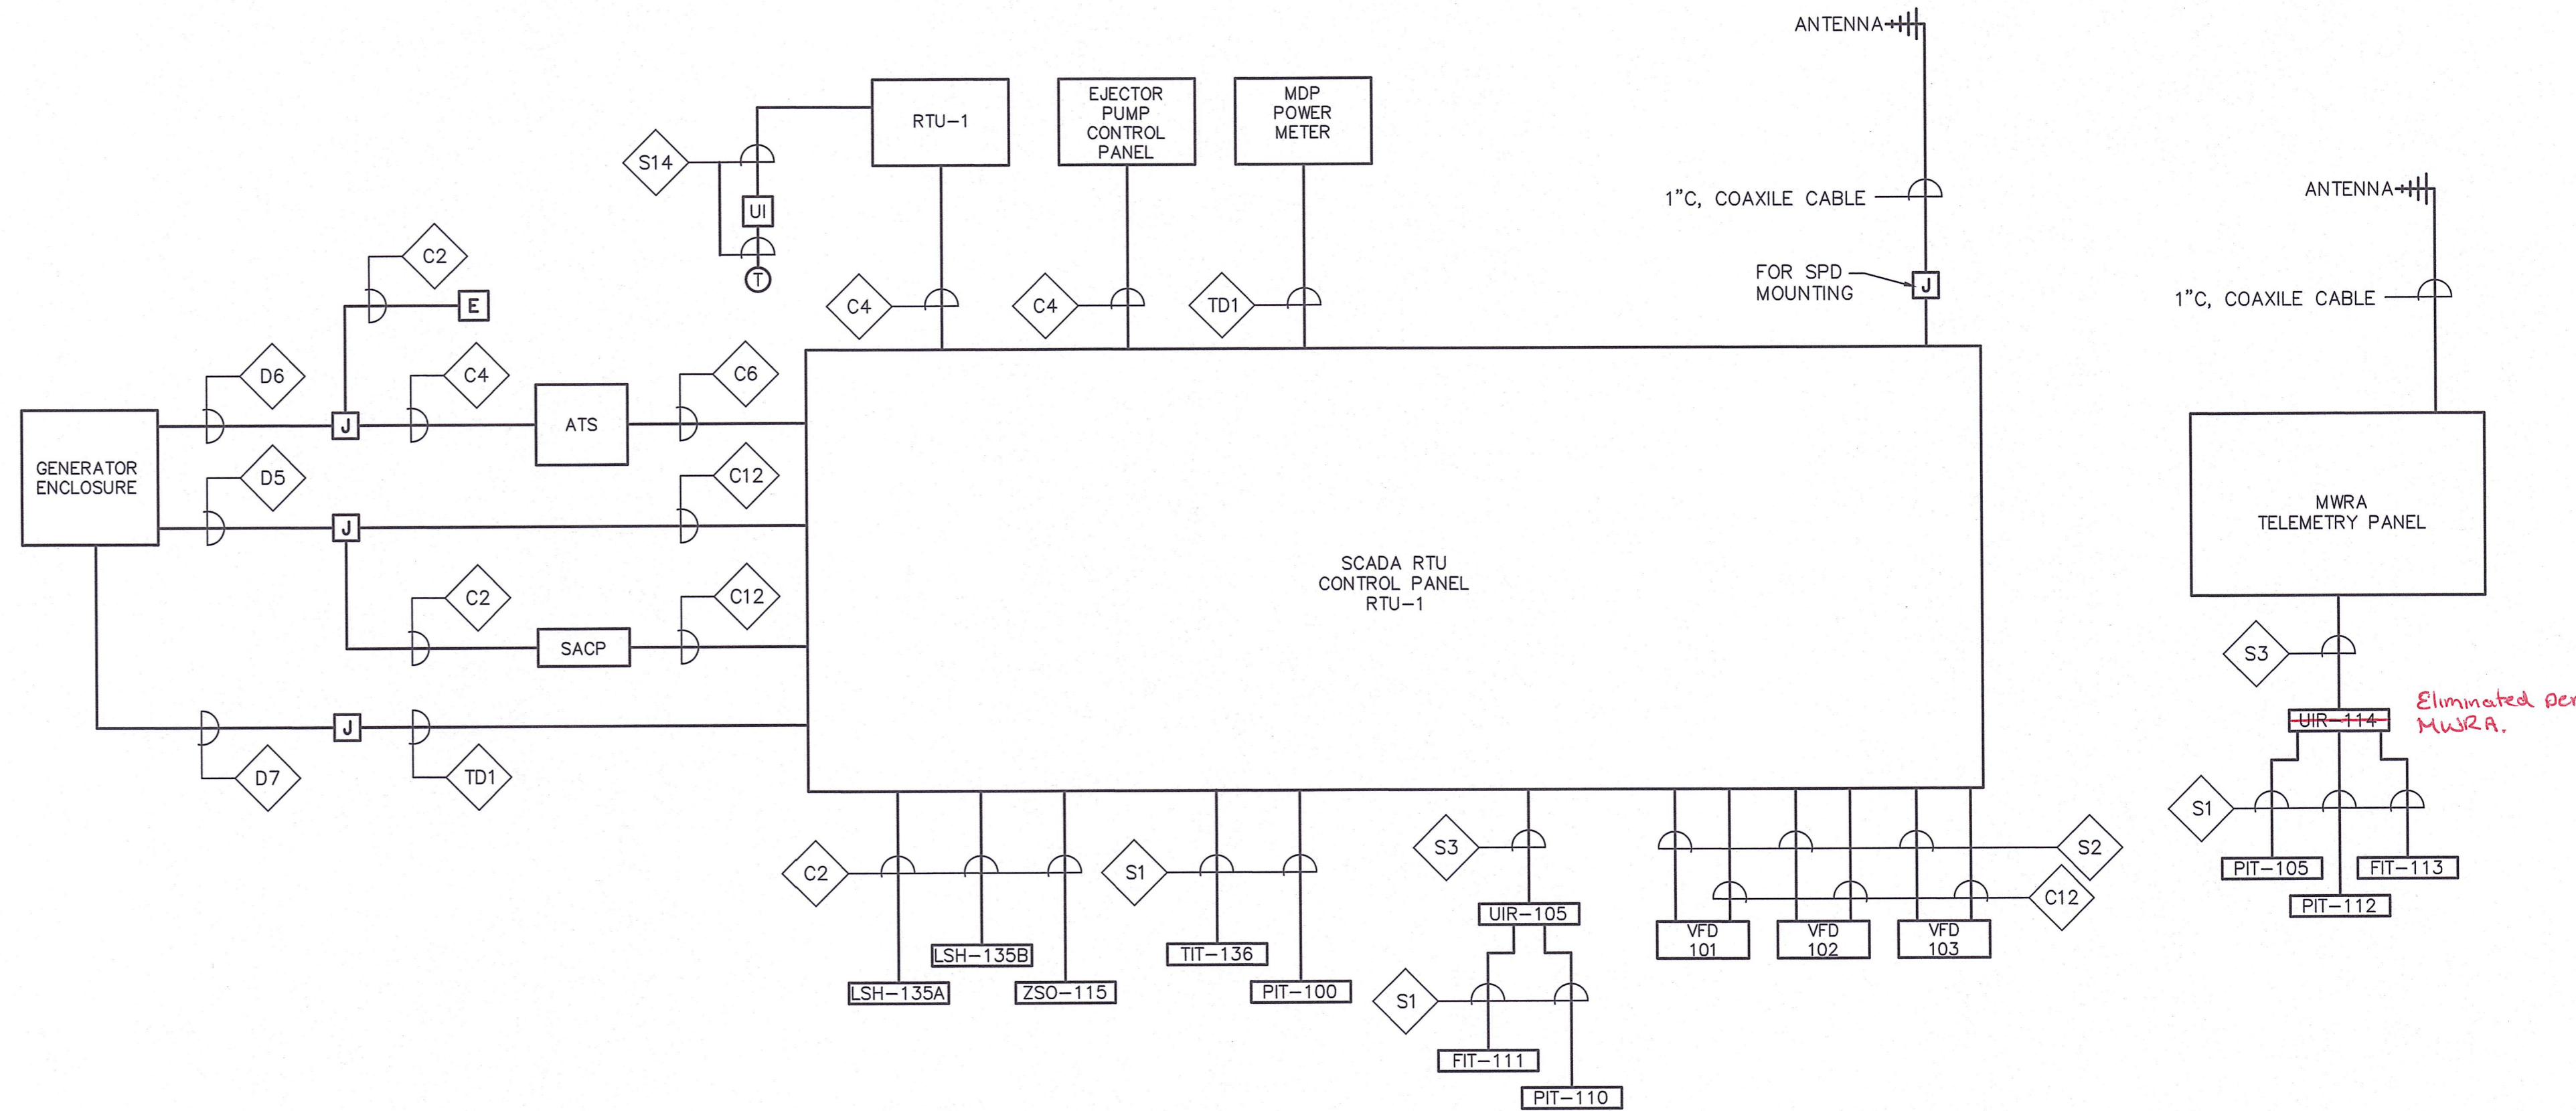 ANTENNA
RTU-1
EJECTOR
PUMP
CONTROL
PANEL
MDP
POWER
METER
S14
UI
T
1"C, COAXILE CABLE
ANTENNA
C2
E
C4
C4
TD1
FOR SPD
MOUNTING
J
1"C, COAXILE CABLE
D6
C4
C6
J
ATS
GENERATOR
ENCLOSURE
D5
C12
J
MWRA
TELEMETRY PANEL
SCADA RTU
CONTROL PANEL
RTU-1
C2
C12
SACP
S3
J
D7
TD1
UIR-114
Eliminated per
MWRA.
S1
PIT-105
FIT-113
PIT-112
C2
S1
S3
S2
C12
UIR-105
VFD
101
VFD
102
VFD
103
LSH-135B
TIT-136
LSH-135A
ZSO-115
PIT-100
S1
FIT-111
PIT-110